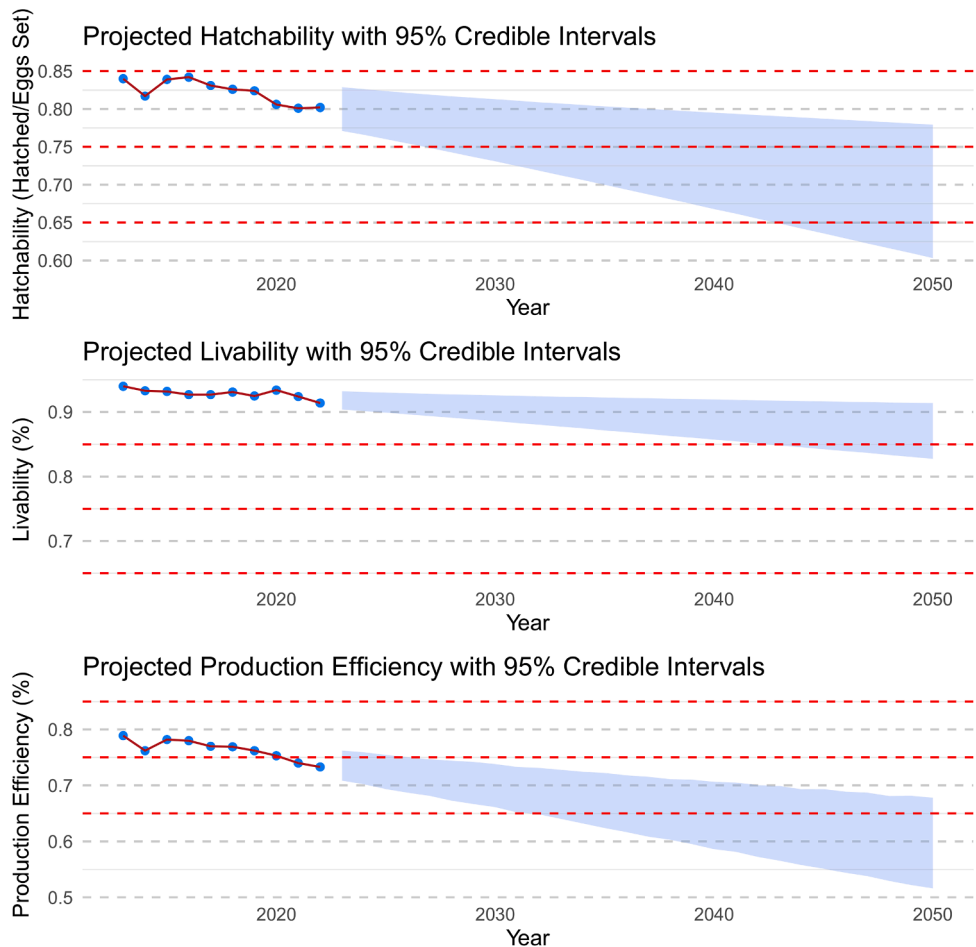 Projected Hatchability with 95% Credible Intervals
Hatchability (Hatched/Eggs Set)
0.85
0.80
0.75
0.70
0.65
0.60
2020 2030 2040 2050
Year
Projected Livability with 95% Credible Intervals
Livability (%)
0.9
0.8
0.7
2020 2030 2040 2050
Year
Projected Production Efficiency with 95% Credible Intervals
Production Efficiency (%)
0.8
0.7
0.6
0.5
2020 2030 2040 2050
Year